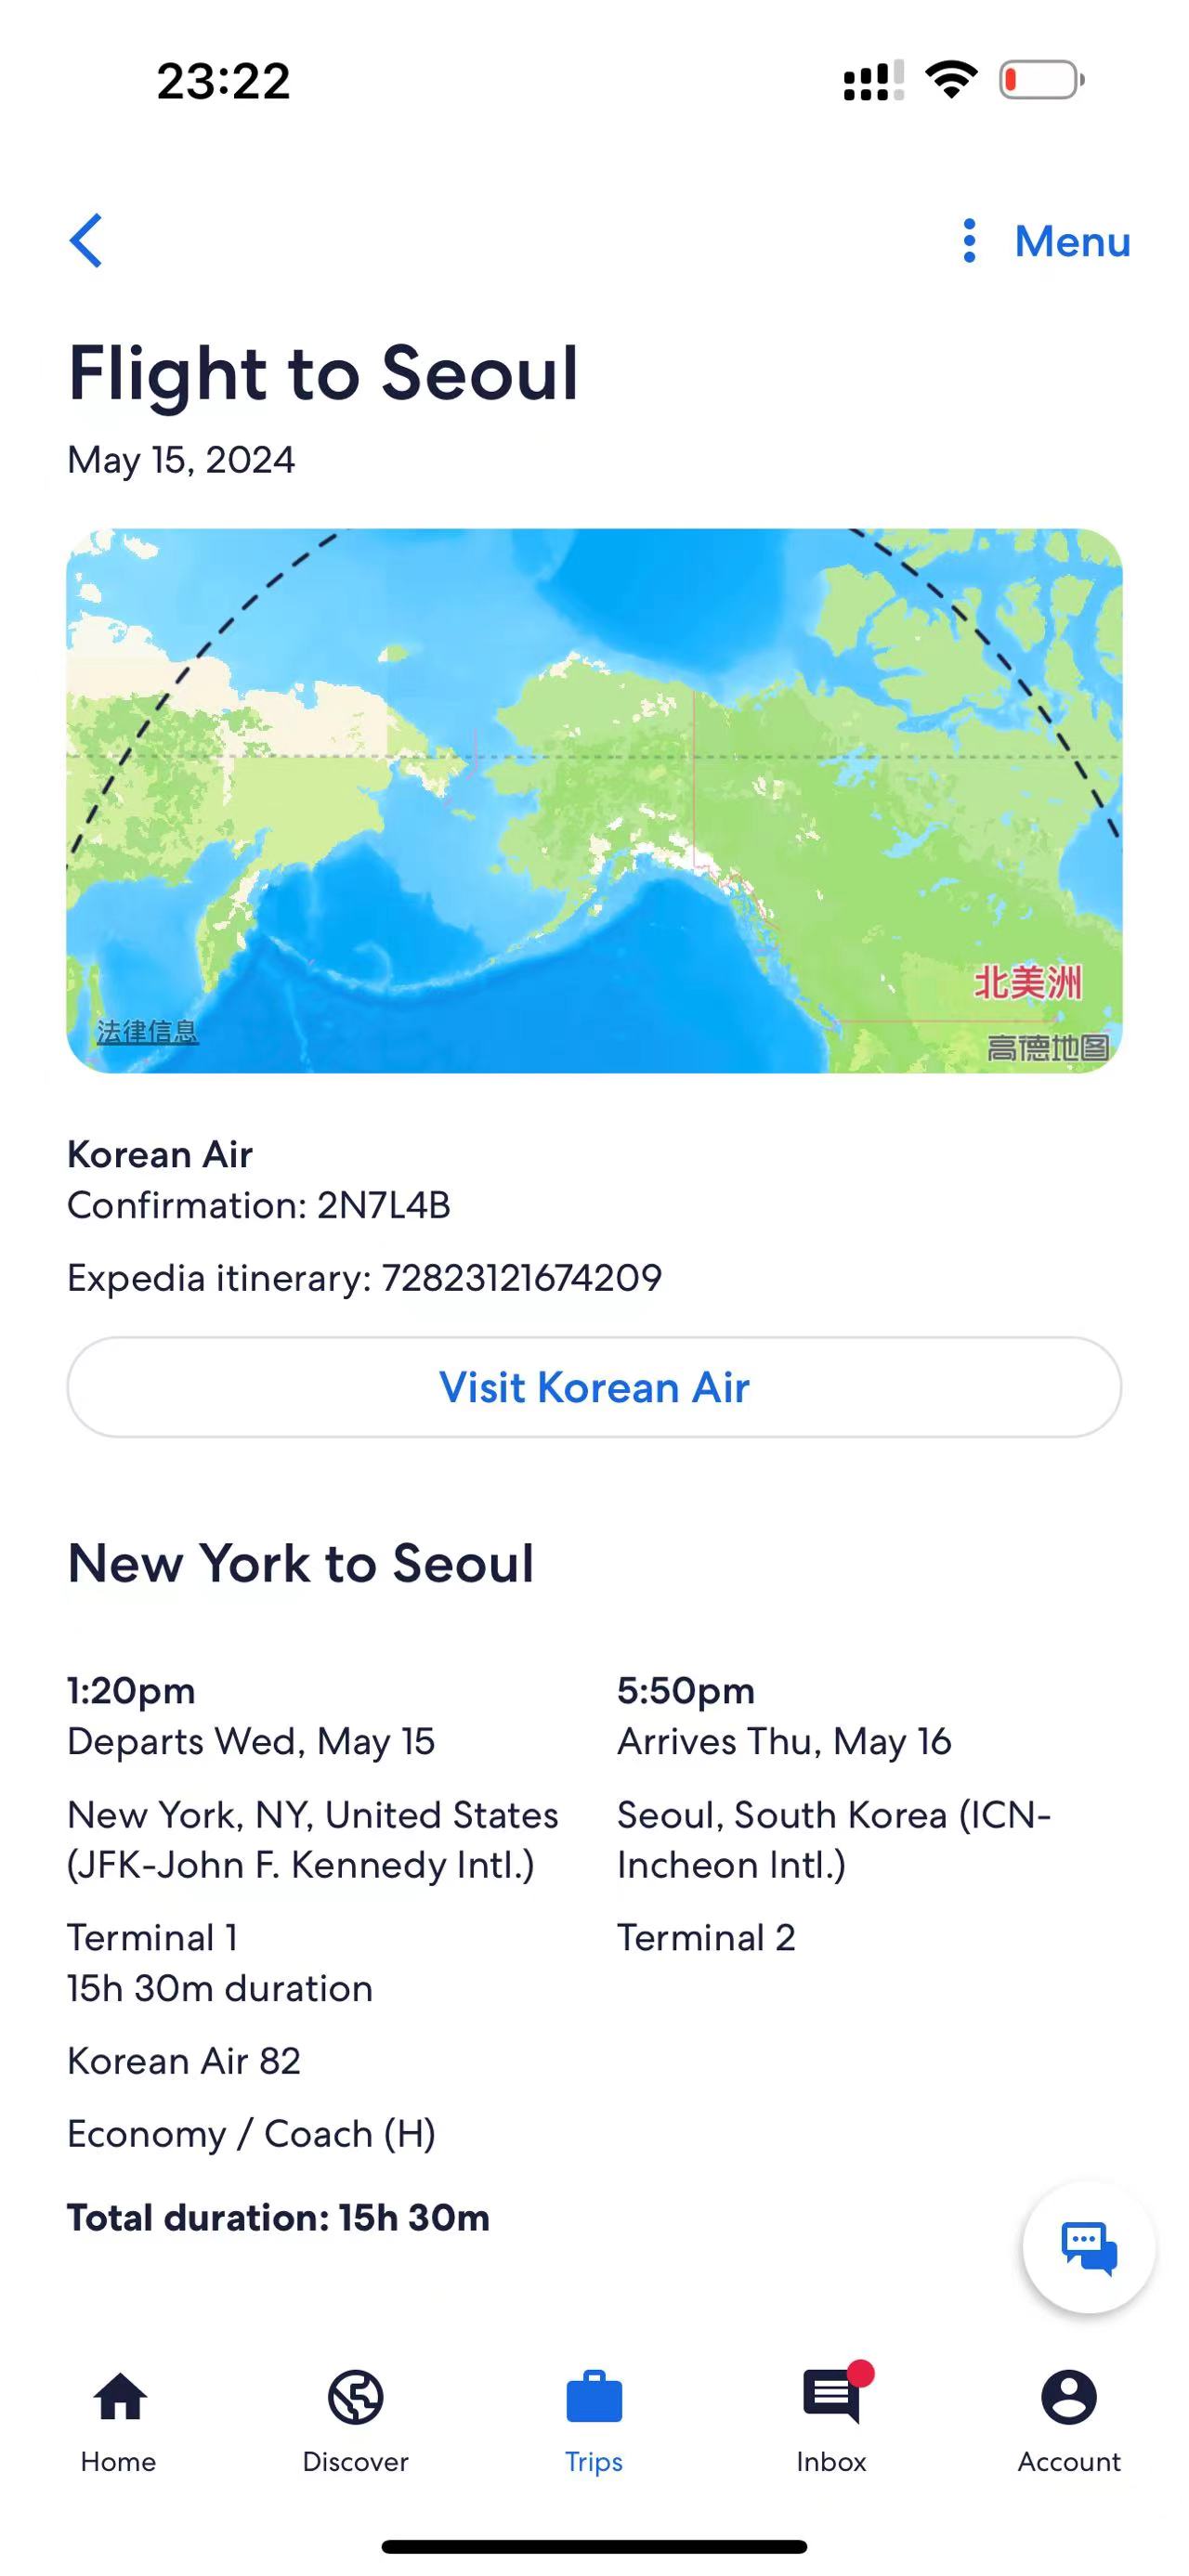 23:22
Menu
Flight to Seoul
May 15, 2024
北美洲
法律信息
高德地图
Korean Air
Confirmation: 2N7L4B
Expedia itinerary: 72823121674209
Visit Korean Air
New York to Seoul
1:20pm
Departs Wed, May 15
New York, NY, United States
(JFK-John F. Kennedy Intl.)
Terminal 1
15h 30m duration
Korean Air 82
Economy / Coach (H)
5:50pm
Arrives Thu, May 16
Seoul, South Korea (ICN-
Incheon Intl.)
Terminal 2
Total duration: 15h 30m
Home
Discover
Trips
Inbox
Account